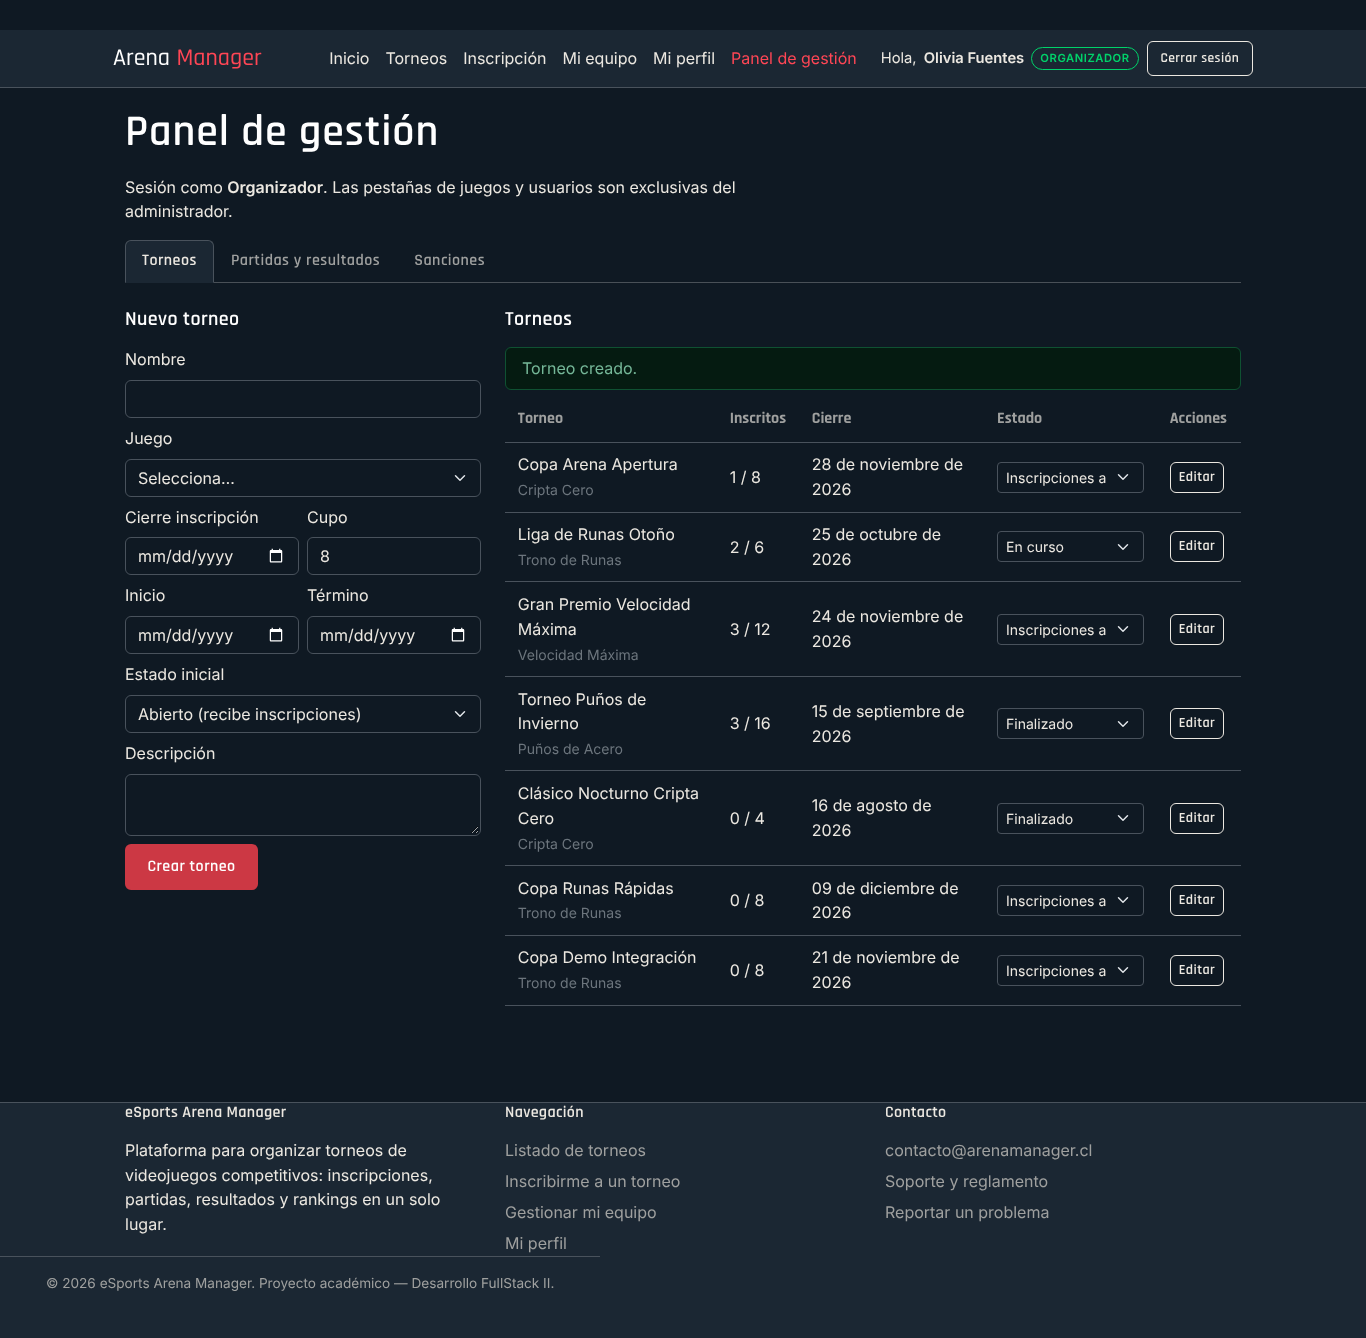 Arena Manager
Inicio Torneos Inscripción Mi equipo Mi perfil Panel de gestión Hola, Olivia Fuentes ORGANIZADOR Cerrar sesión
Panel de gestión
Sesión como Organizador. Las pestañas de juegos y usuarios son exclusivas del
administrador.
Torneos Partidas y resultados Sanciones
Nuevo torneo
Nombre
Juego
Selecciona...
Cierre inscripción Cupo
mm/dd/yyyy 8
Inicio Término
mm/dd/yyyy mm/dd/yyyy
Estado inicial
Abierto (recibe inscripciones)
Descripción
Crear torneo
Torneos
Torneo creado.
Torneo Inscritos Cierre Estado Acciones
Copa Arena Apertura
Cripta Cero
1 / 8
28 de noviembre de
2026
Inscripciones a
Editar
Liga de Runas Otoño
Trono de Runas
2 / 6
25 de octubre de
2026
En curso
Editar
Gran Premio Velocidad
Máxima
Velocidad Máxima
3 / 12
24 de noviembre de
2026
Inscripciones a
Editar
Torneo Puños de
Invierno
Puños de Acero
3 / 16
15 de septiembre de
2026
Finalizado
Editar
Clásico Nocturno Cripta
Cero
Cripta Cero
0 / 4
16 de agosto de
2026
Finalizado
Editar
Copa Runas Rápidas
Trono de Runas
0 / 8
09 de diciembre de
2026
Inscripciones a
Editar
Copa Demo Integración
Trono de Runas
0 / 8
21 de noviembre de
2026
Inscripciones a
Editar
eSports Arena Manager
Plataforma para organizar torneos de
videojuegos competitivos: inscripciones,
partidas, resultados y rankings en un solo
lugar.
Navegación
Listado de torneos
Inscribirme a un torneo
Gestionar mi equipo
Mi perfil
Contacto
contacto@arenamanager.cl
Soporte y reglamento
Reportar un problema
© 2026 eSports Arena Manager. Proyecto académico — Desarrollo FullStack II.